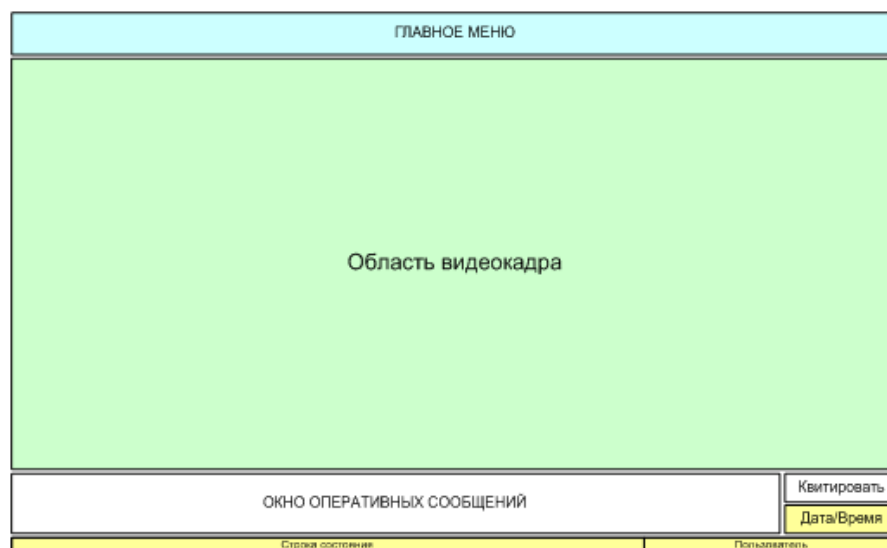 ГЛАВНОЕ МЕНЮ
Область видеокадра
ОКНО ОПЕРАТИВНЫХ СООБЩЕНИЙ
Квитировать
Дата/Время
Строка состояния
Пользователь